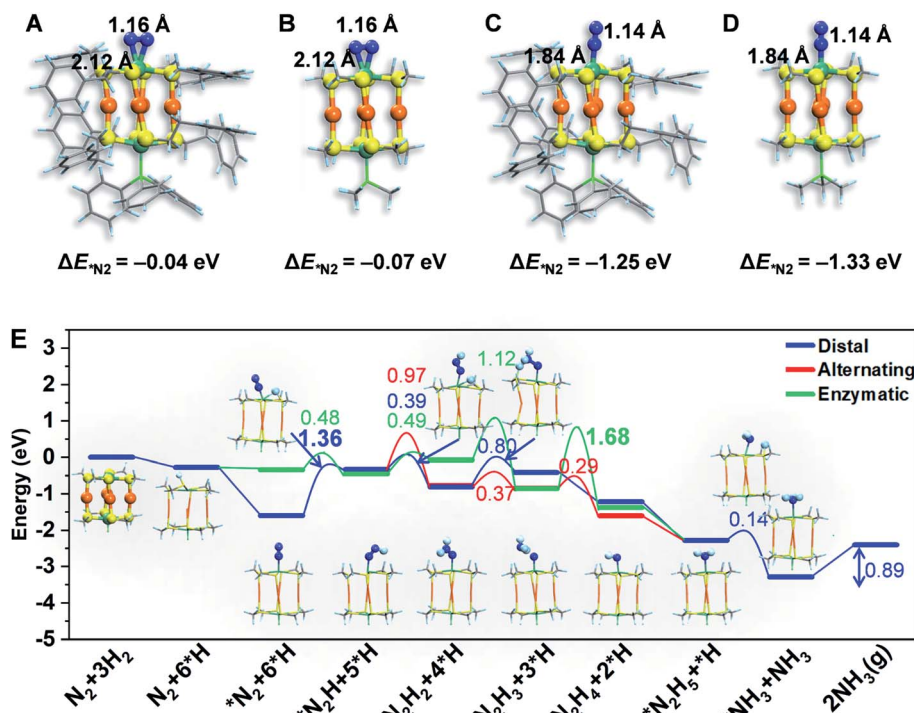 A
1.16 Å
2.12 Å
ΔE*N2 = –0.04 eV
B
1.16 Å
2.12 Å
ΔE*N2 = –0.07 eV
C
1.14 Å
1.84 Å
ΔE*N2 = –1.25 eV
D
1.14 Å
1.84 Å
ΔE*N2 = –1.33 eV
E
Energy (eV)
3
2
1
0
-1
-2
-3
-4
-5
Distal
Alternating
Enzymatic
0.48
1.36
0.97
0.39
0.49
1.12
0.80
0.37
1.68
0.29
0.14
0.89
N2+3H2
N2+6*H
*N2+6*H
*N2H+5*H
N2H2+4*H
N2H3+3*H
N2H4+2*H
*N2H5+*H
NH3+NH3
2NH3(g)